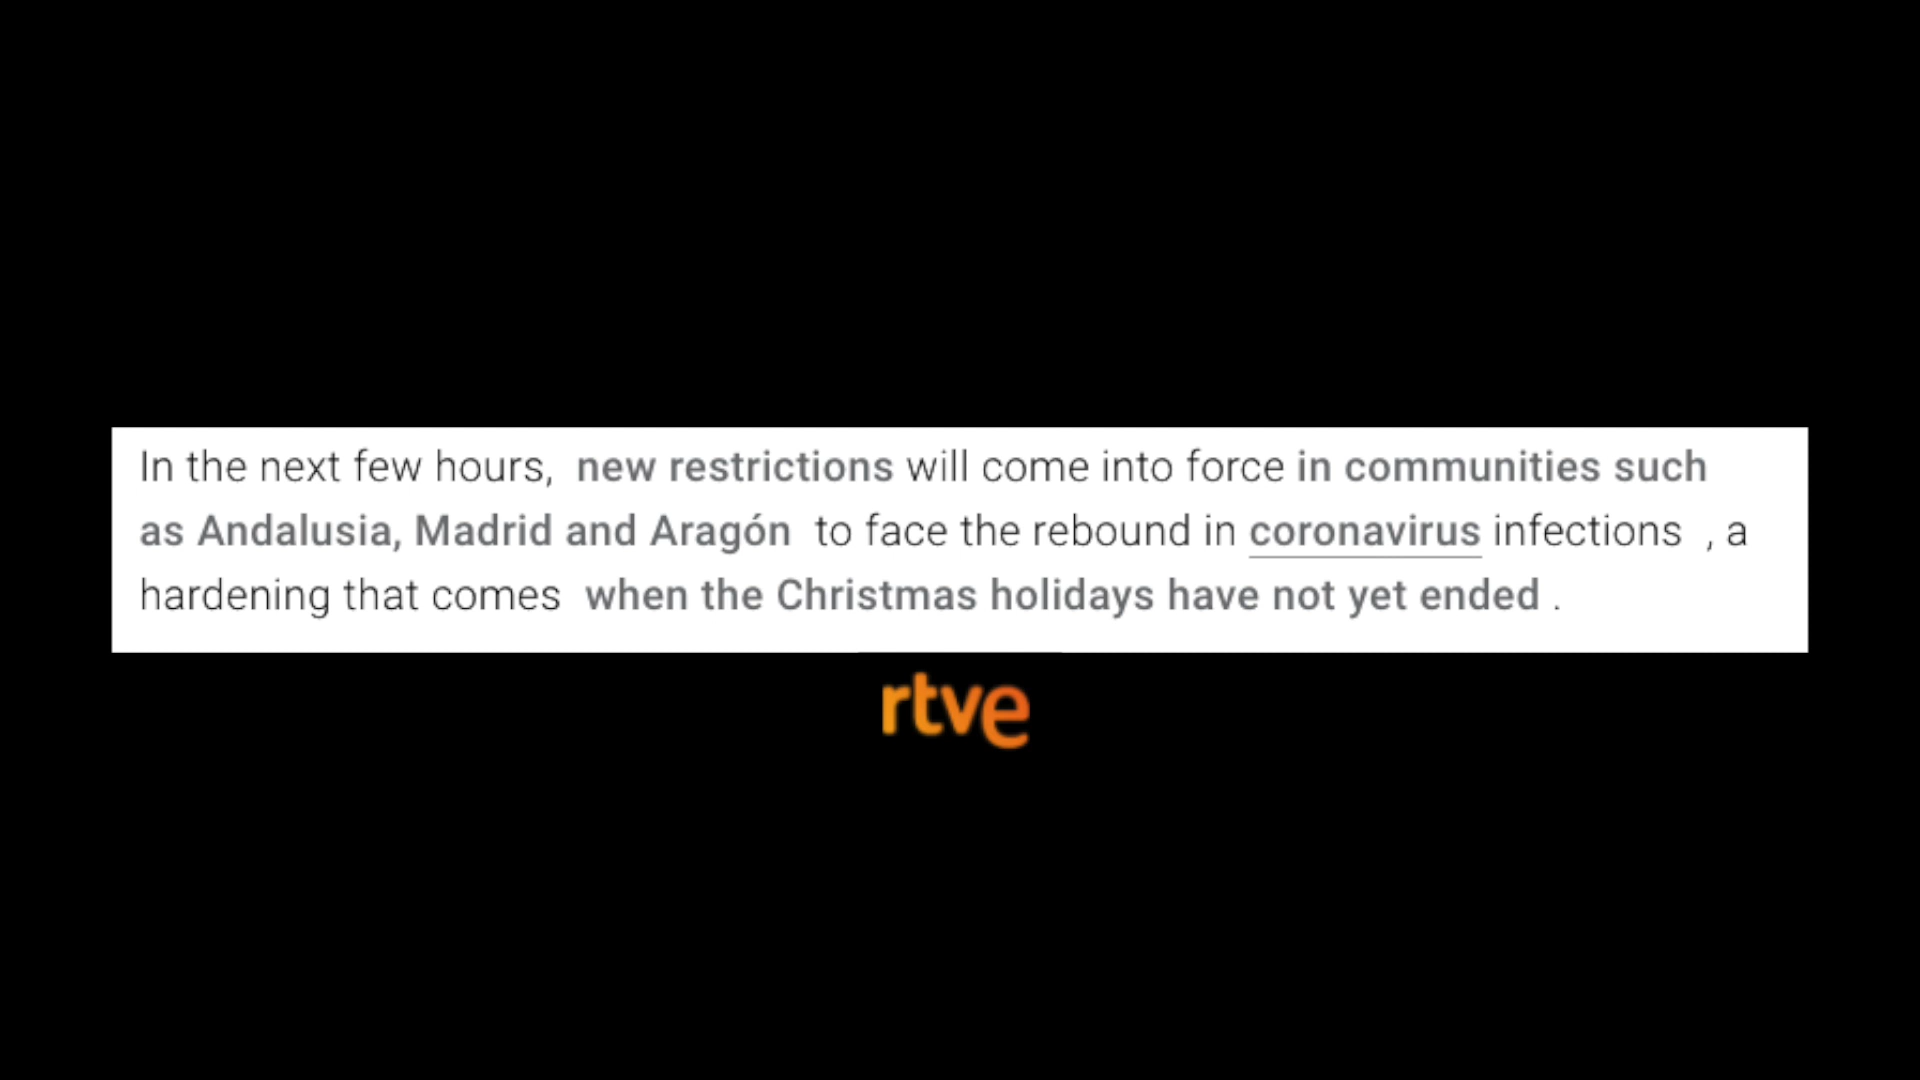 In the next few hours, new restrictions will come into force in communities such
as Andalusia, Madrid and Aragón to face the rebound in coronavirus infections , a
hardening that comes when the Christmas holidays have not yet ended .
rtve